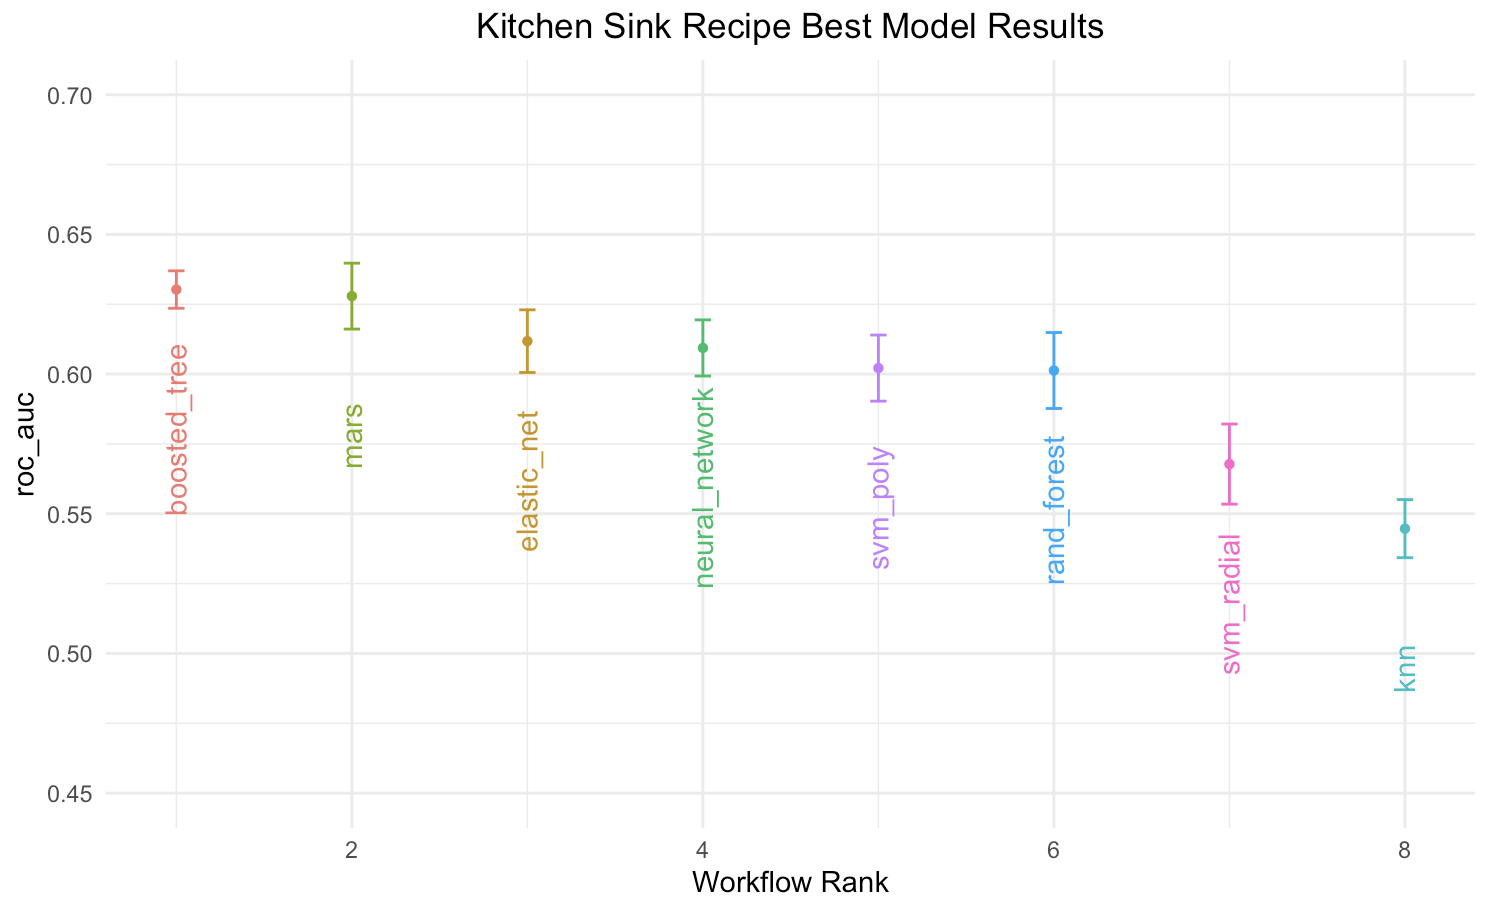 Kitchen Sink Recipe Best Model Results
roc_auc
0.70
0.65
0.60
0.55
0.50
0.45
boosted_tree
mars
elastic_net
neural_network
svm_poly
rand_forest
svm_radial
knn
2
4
6
8
Workflow Rank